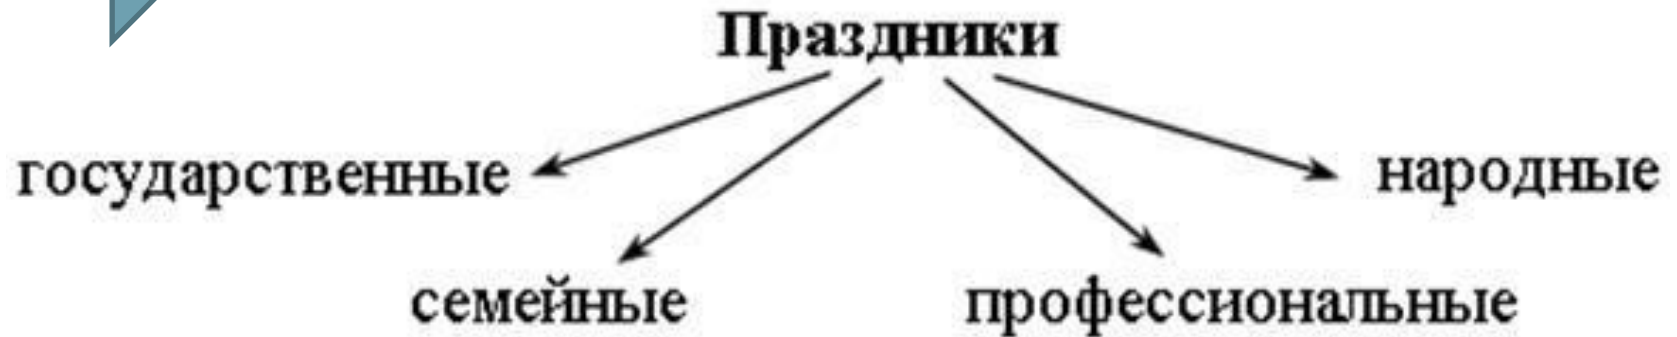 Праздники
государственные
народные
семейные
профессиональные